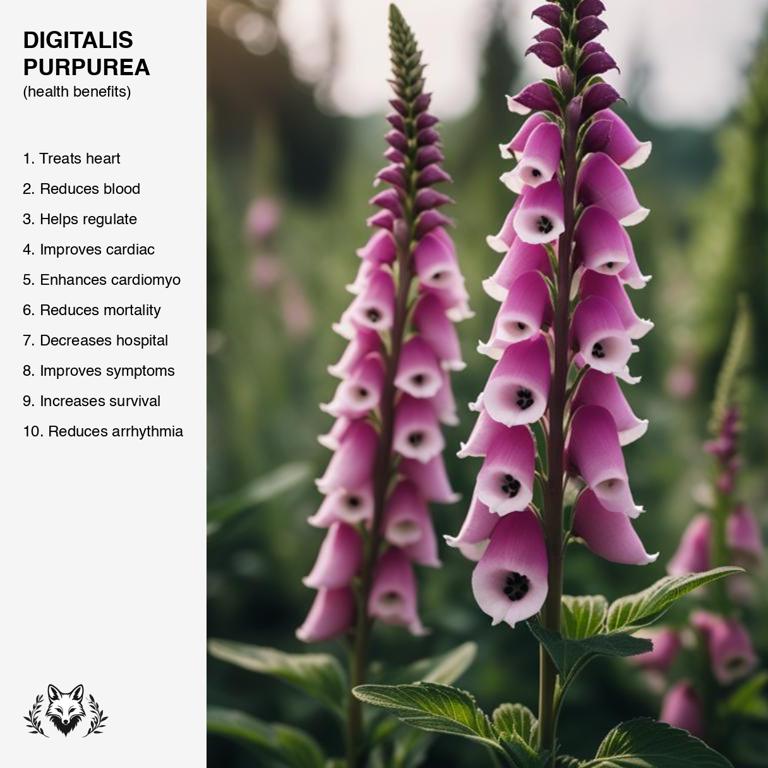 DIGITALIS
PURPUREA
(health benefits)
1. Treats heart
2. Reduces blood
3. Helps regulate
4. Improves cardiac
5. Enhances cardiomyo
6. Reduces mortality
7. Decreases hospital
8. Improves symptoms
9. Increases survival
10. Reduces arrhythmia